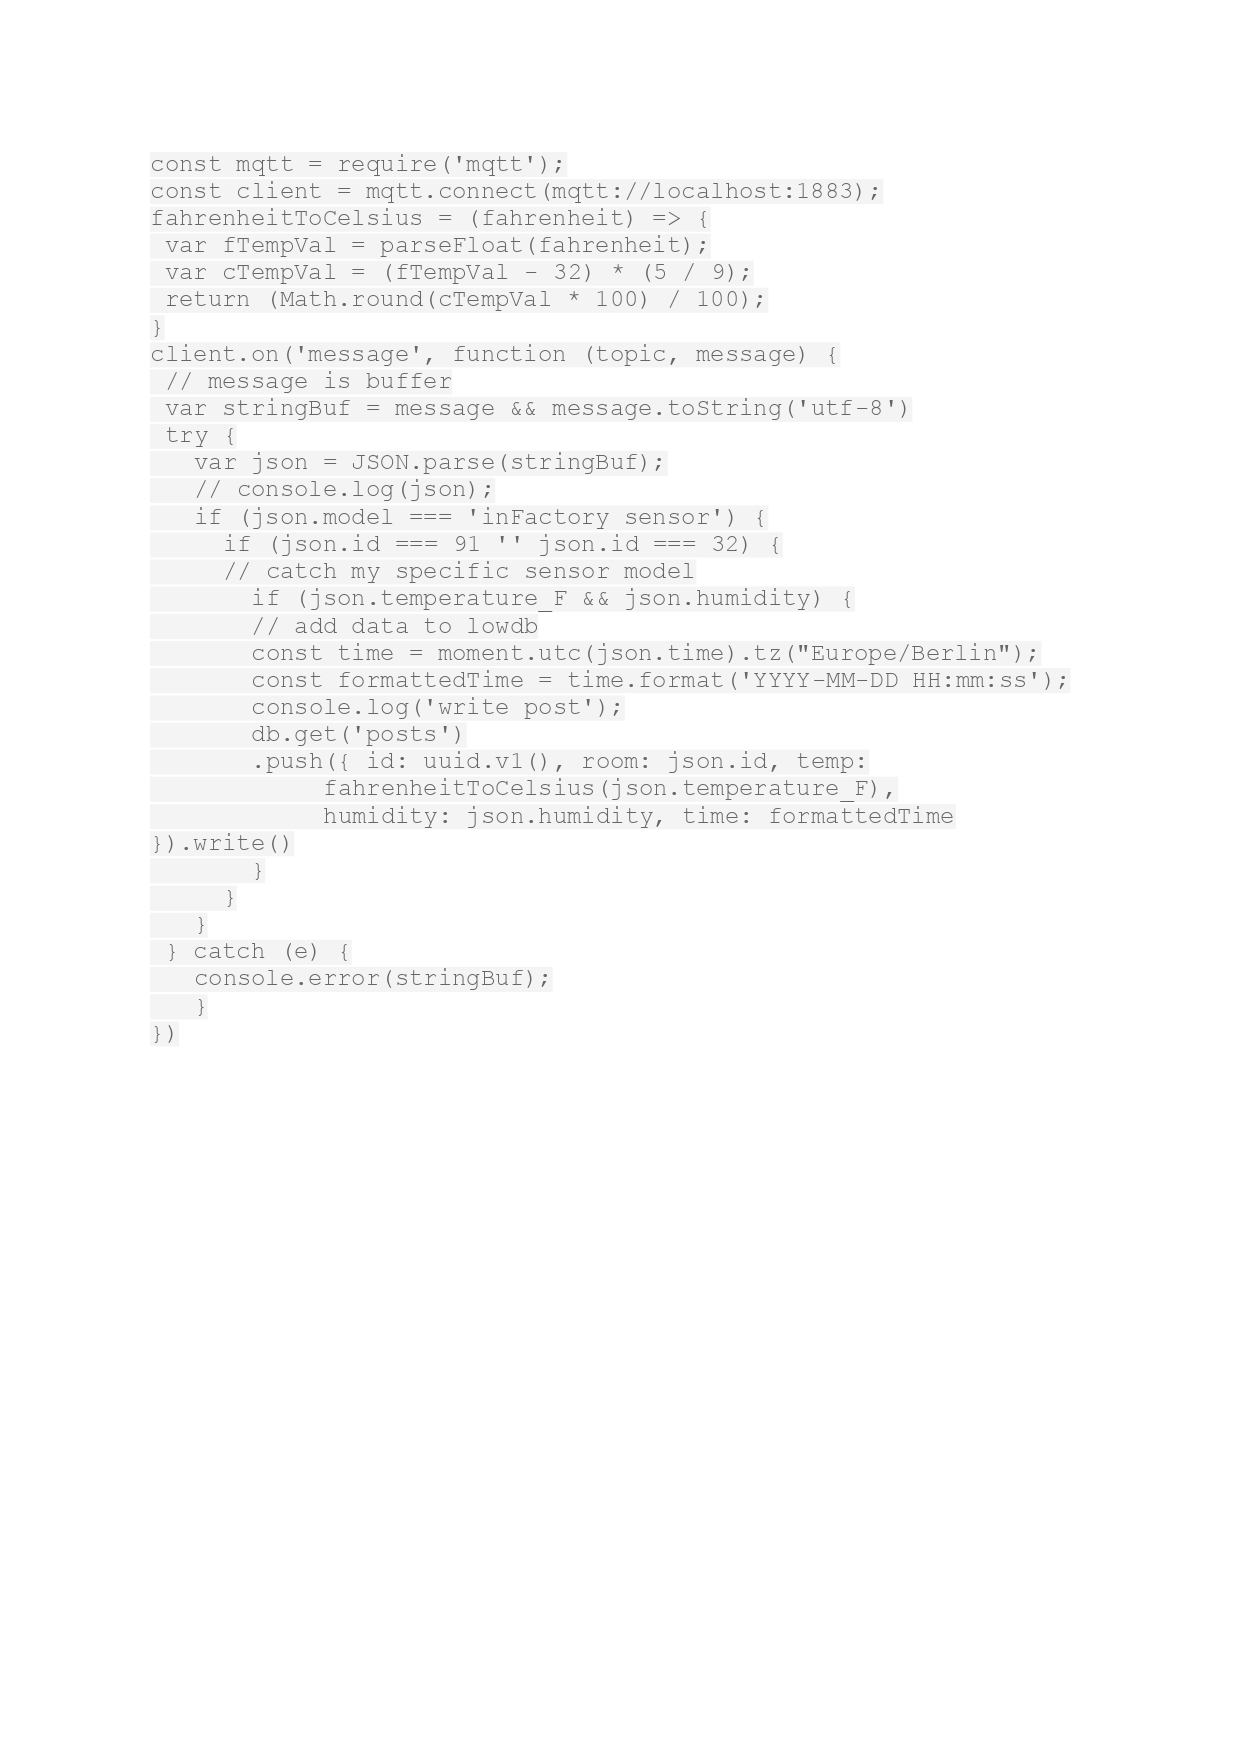 const mqtt = require('mqtt');
const client = mqtt.connect(mqtt://localhost:1883);
fahrenheitToCelsius = (fahrenheit) => {
 var fTempVal = parseFloat(fahrenheit);
 var cTempVal = (fTempVal - 32) * (5 / 9);
 return (Math.round(cTempVal * 100) / 100);
}
client.on('message', function (topic, message) {
 // message is buffer
 var stringBuf = message && message.toString('utf-8')
 try {
   var json = JSON.parse(stringBuf);
   // console.log(json);
   if (json.model === 'inFactory sensor') {
     if (json.id === 91 '' json.id === 32) {
     // catch my specific sensor model
       if (json.temperature_F && json.humidity) {
       // add data to lowdb
       const time = moment.utc(json.time).tz("Europe/Berlin");
       const formattedTime = time.format('YYYY-MM-DD HH:mm:ss');
       console.log('write post');
       db.get('posts')
       .push({ id: uuid.v1(), room: json.id, temp:
            fahrenheitToCelsius(json.temperature_F),
            humidity: json.humidity, time: formattedTime
}).write()
       }
     }
   }
 } catch (e) {
   console.error(stringBuf);
   }
})